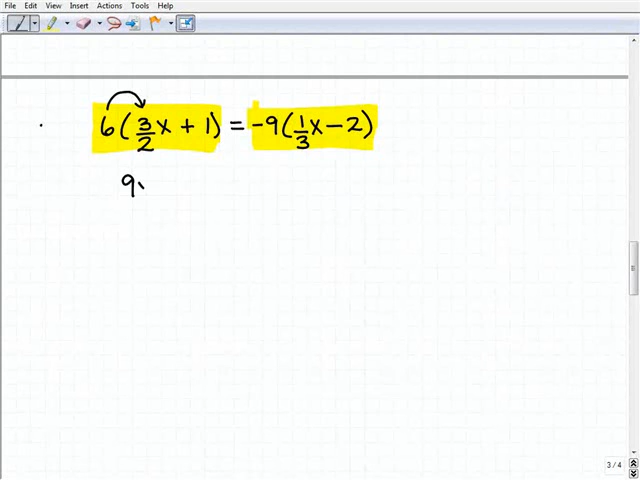 File Edit View Insert Actions Tools Help
6(3/2x + 1) = -9(1/3x - 2)
9
3 / 4